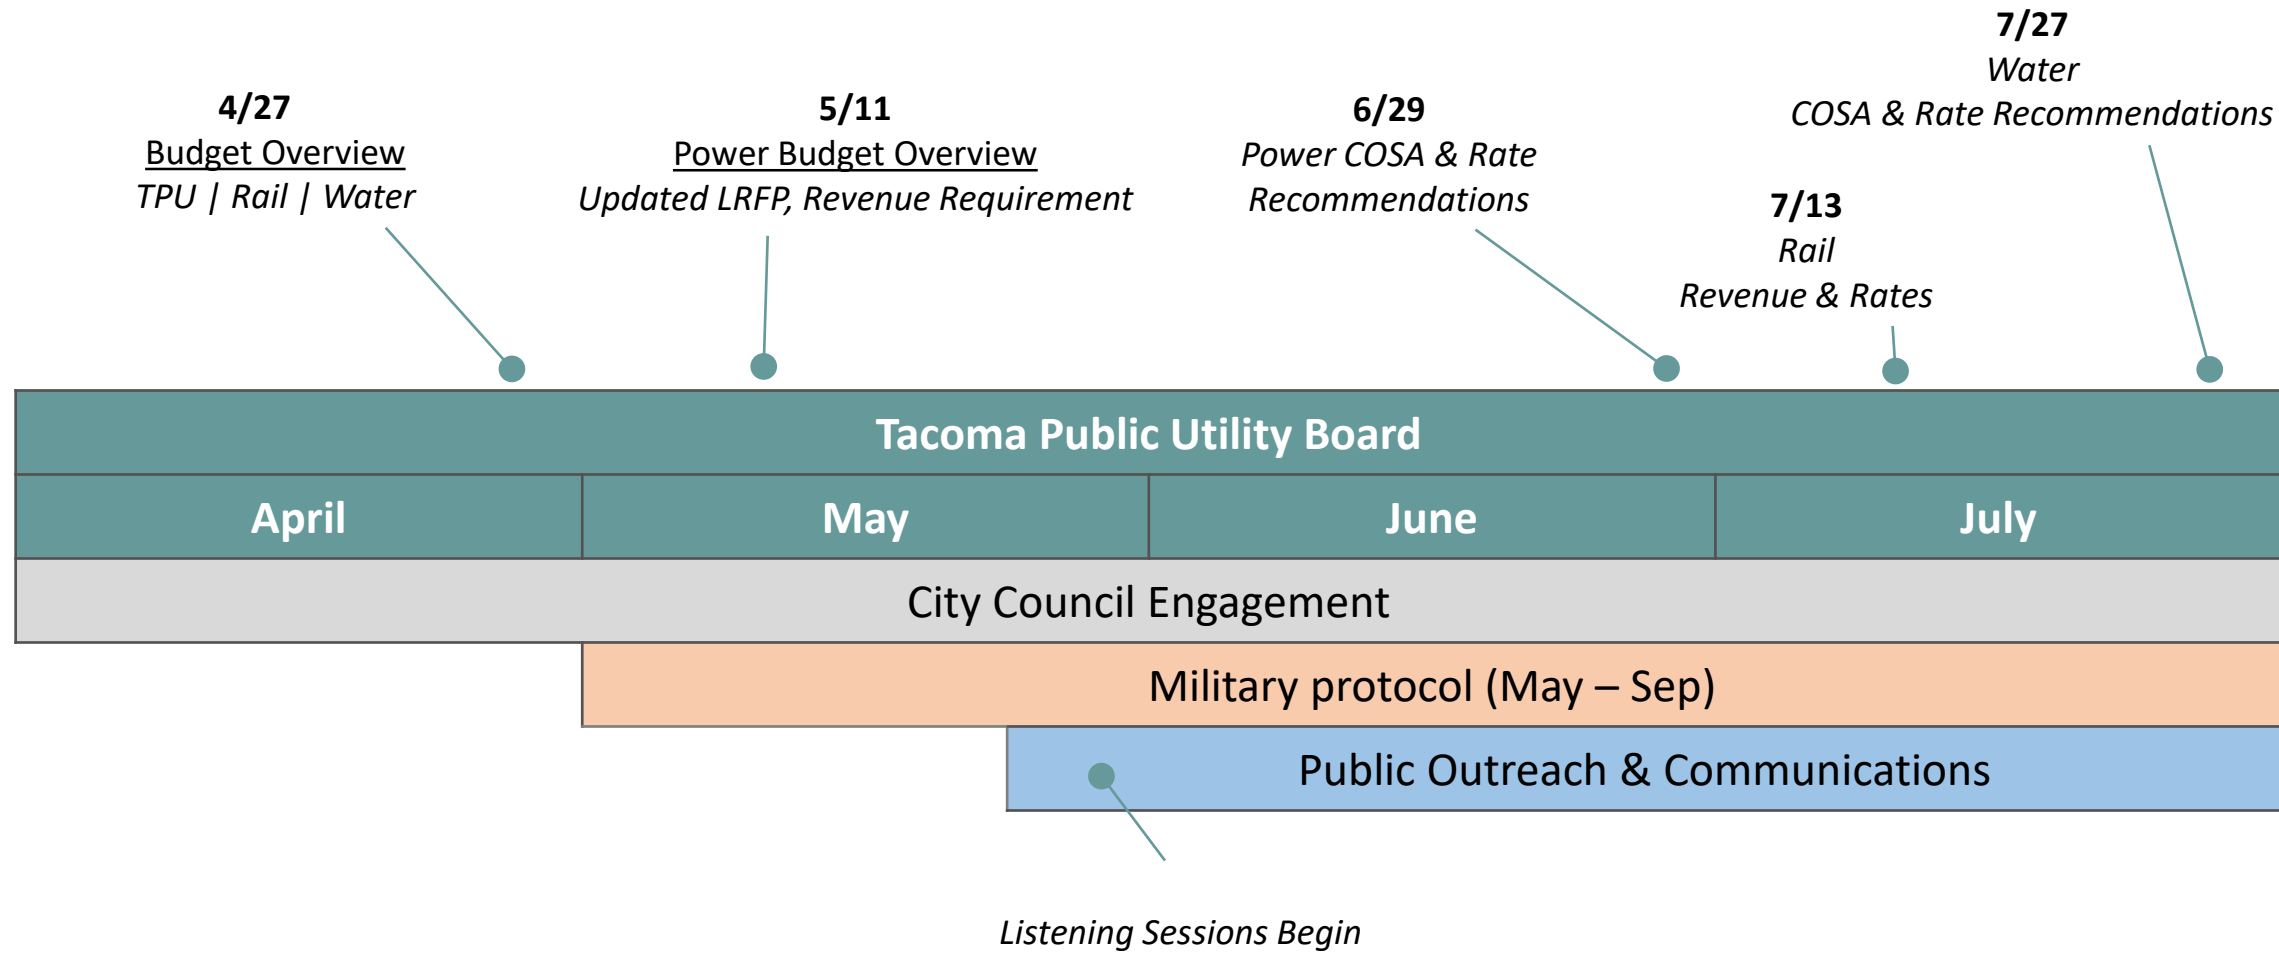 4/27
Budget Overview
TPU | Rail | Water
5/11
Power Budget Overview
Updated LRFP, Revenue Requirement
6/29
Power COSA & Rate
Recommendations
7/13
Rail
Revenue & Rates
7/27
Water
COSA & Rate Recommendations
Tacoma Public Utility Board
April
May
June
July
City Council Engagement
Military protocol (May – Sep)
Public Outreach & Communications
Listening Sessions Begin